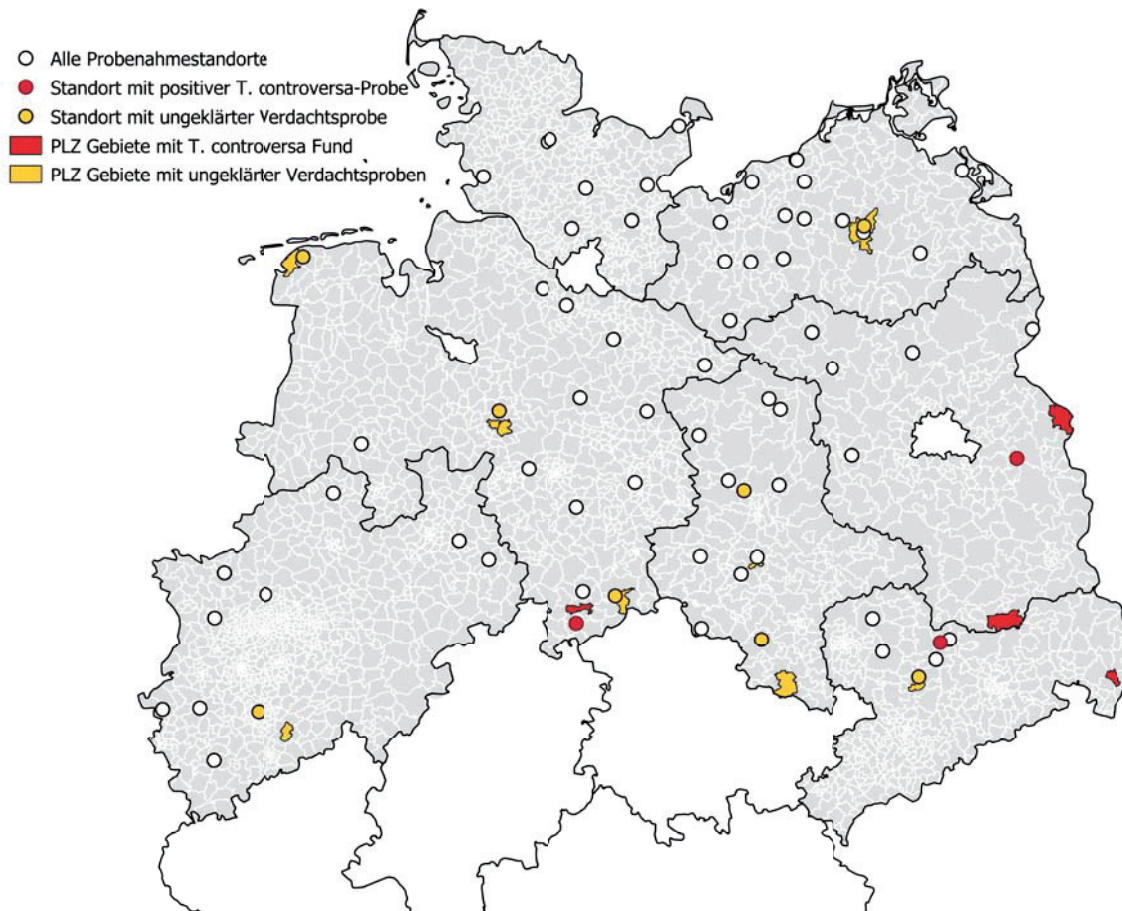 Alle Probenahmestandorte
Standort mit positiver T. controversa-Probe
Standort mit ungeklärter Verdachtsprobe
PLZ Gebiete mit T. controversa Fund
PLZ Gebiete mit ungeklärter Verdachtsproben